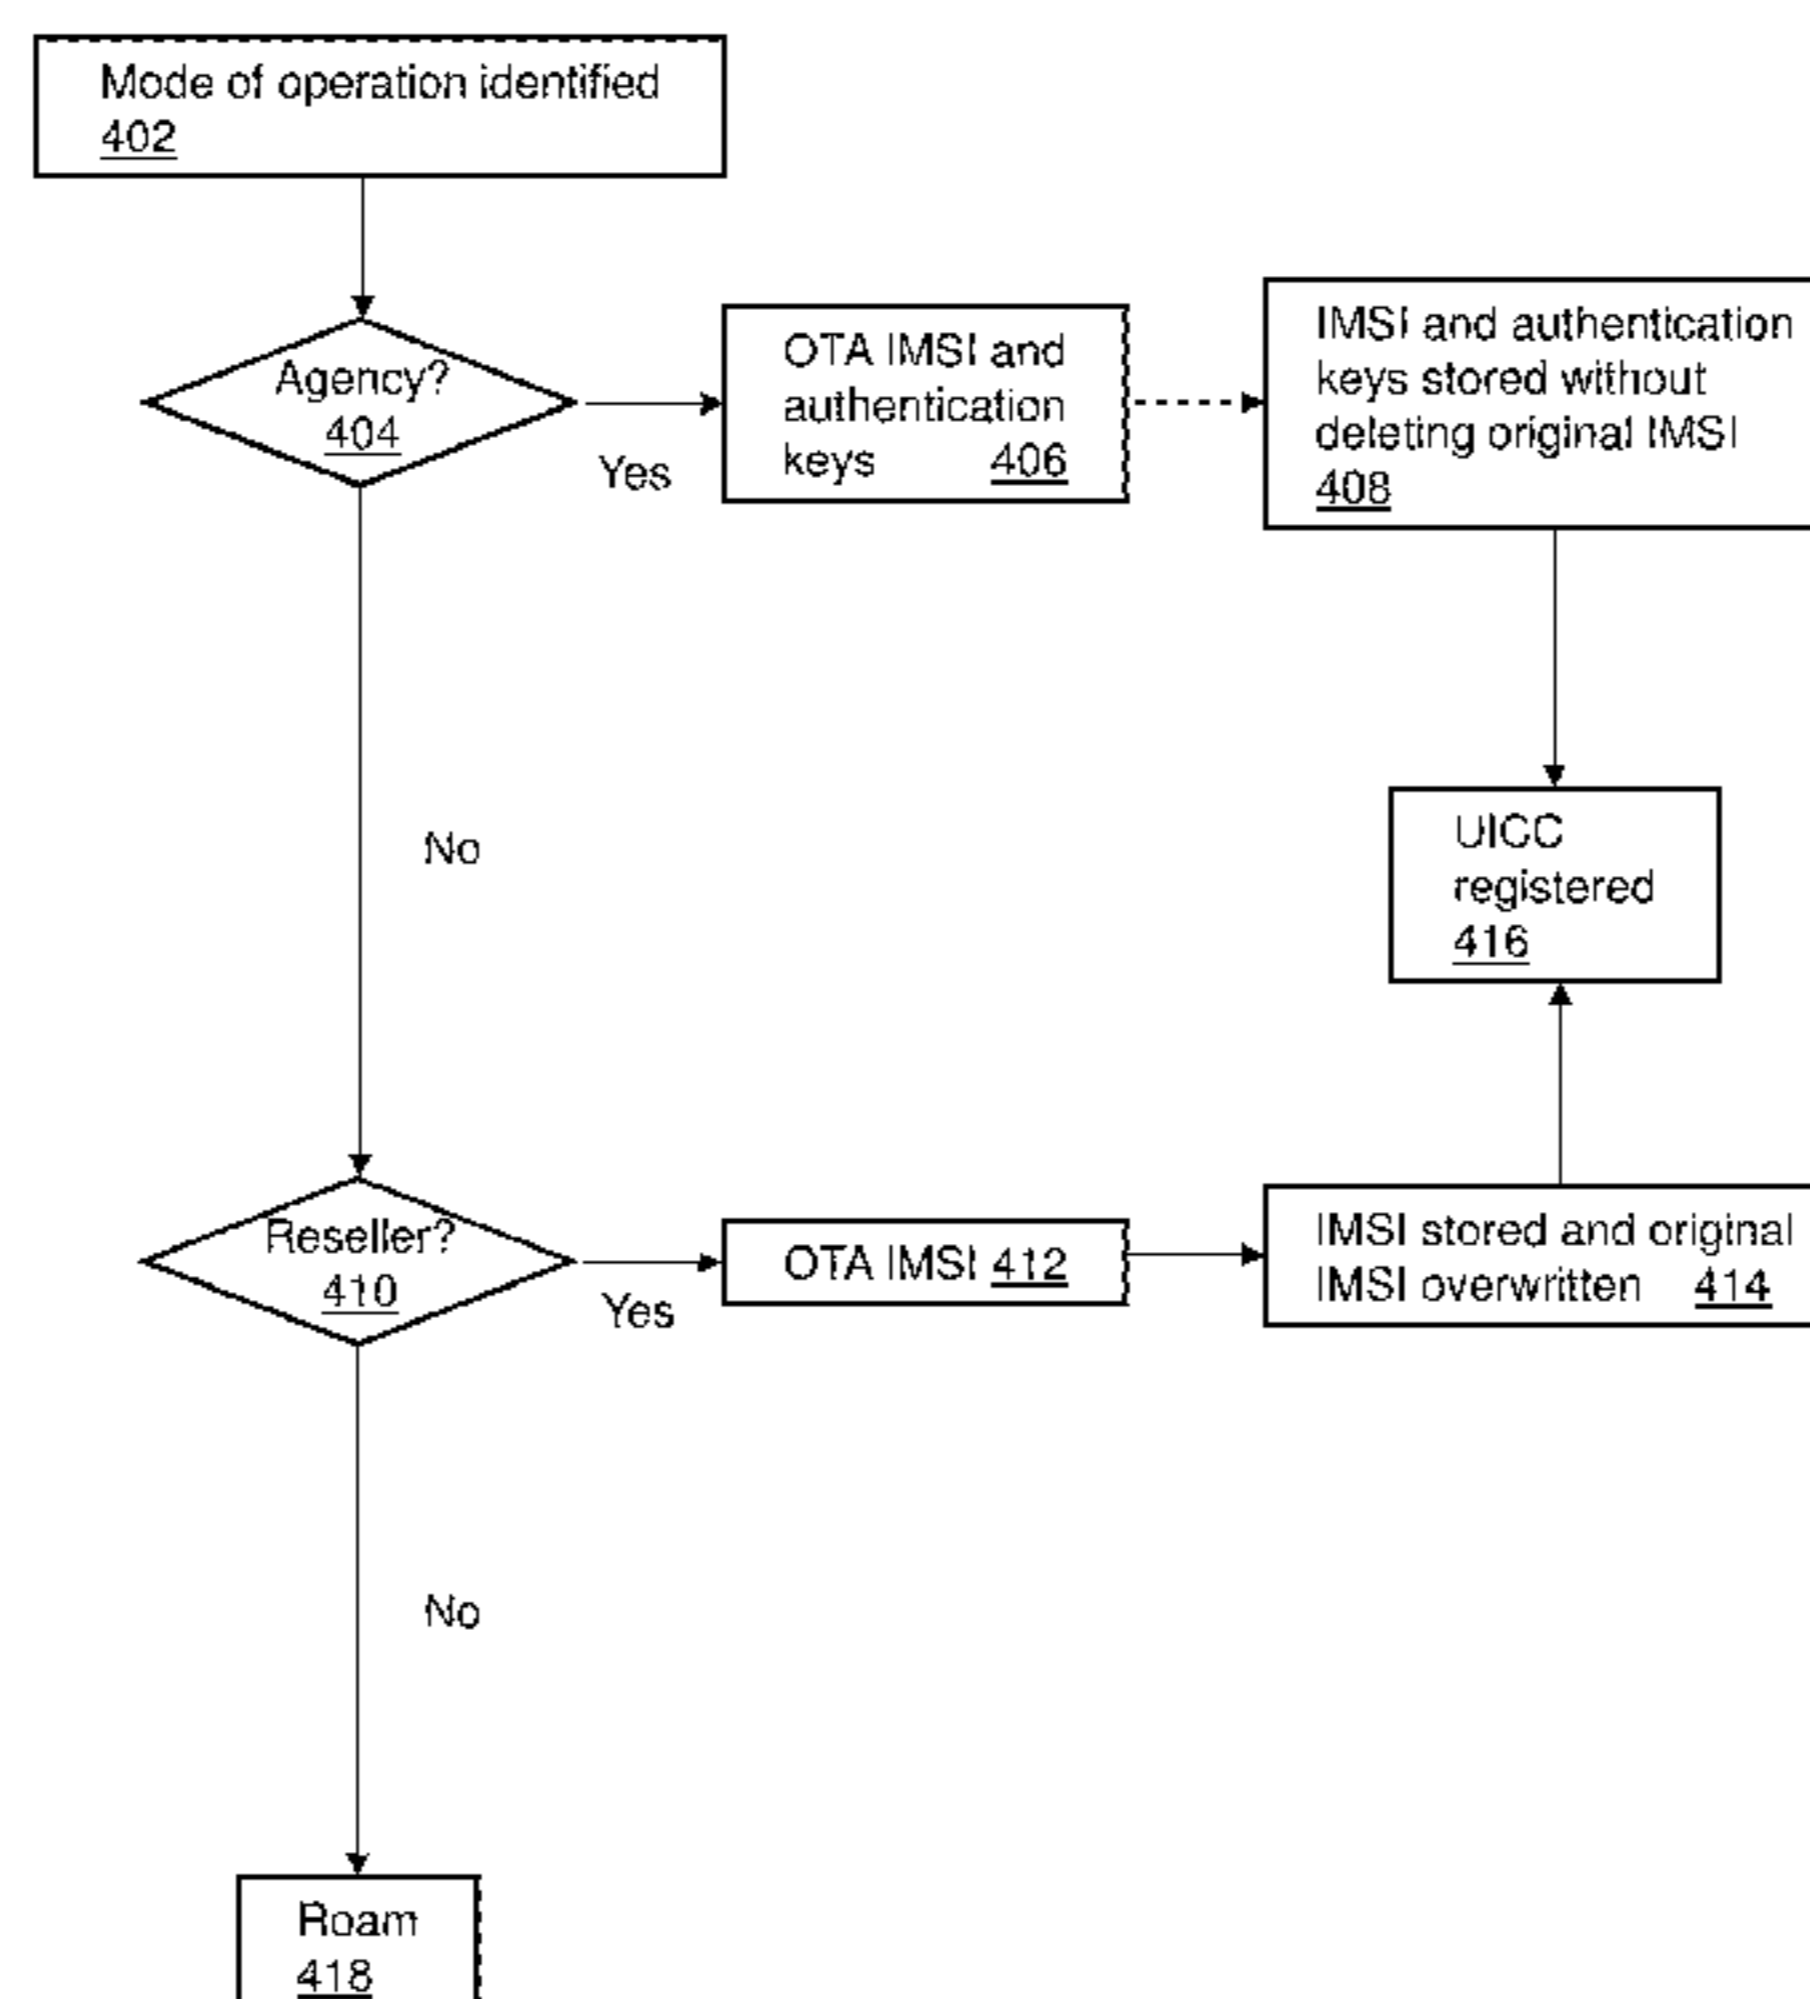 Mode of operation identified
402
Agency?
404
Yes
OTA IMSI and
authentication
keys 406
IMSI and authentication
keys stored without
deleting original IMSI
408
No
UICC
registered
416
Reseller?
410
Yes
OTA IMSI 412
IMSI stored and original
IMSI overwritten 414
No
Roam
418